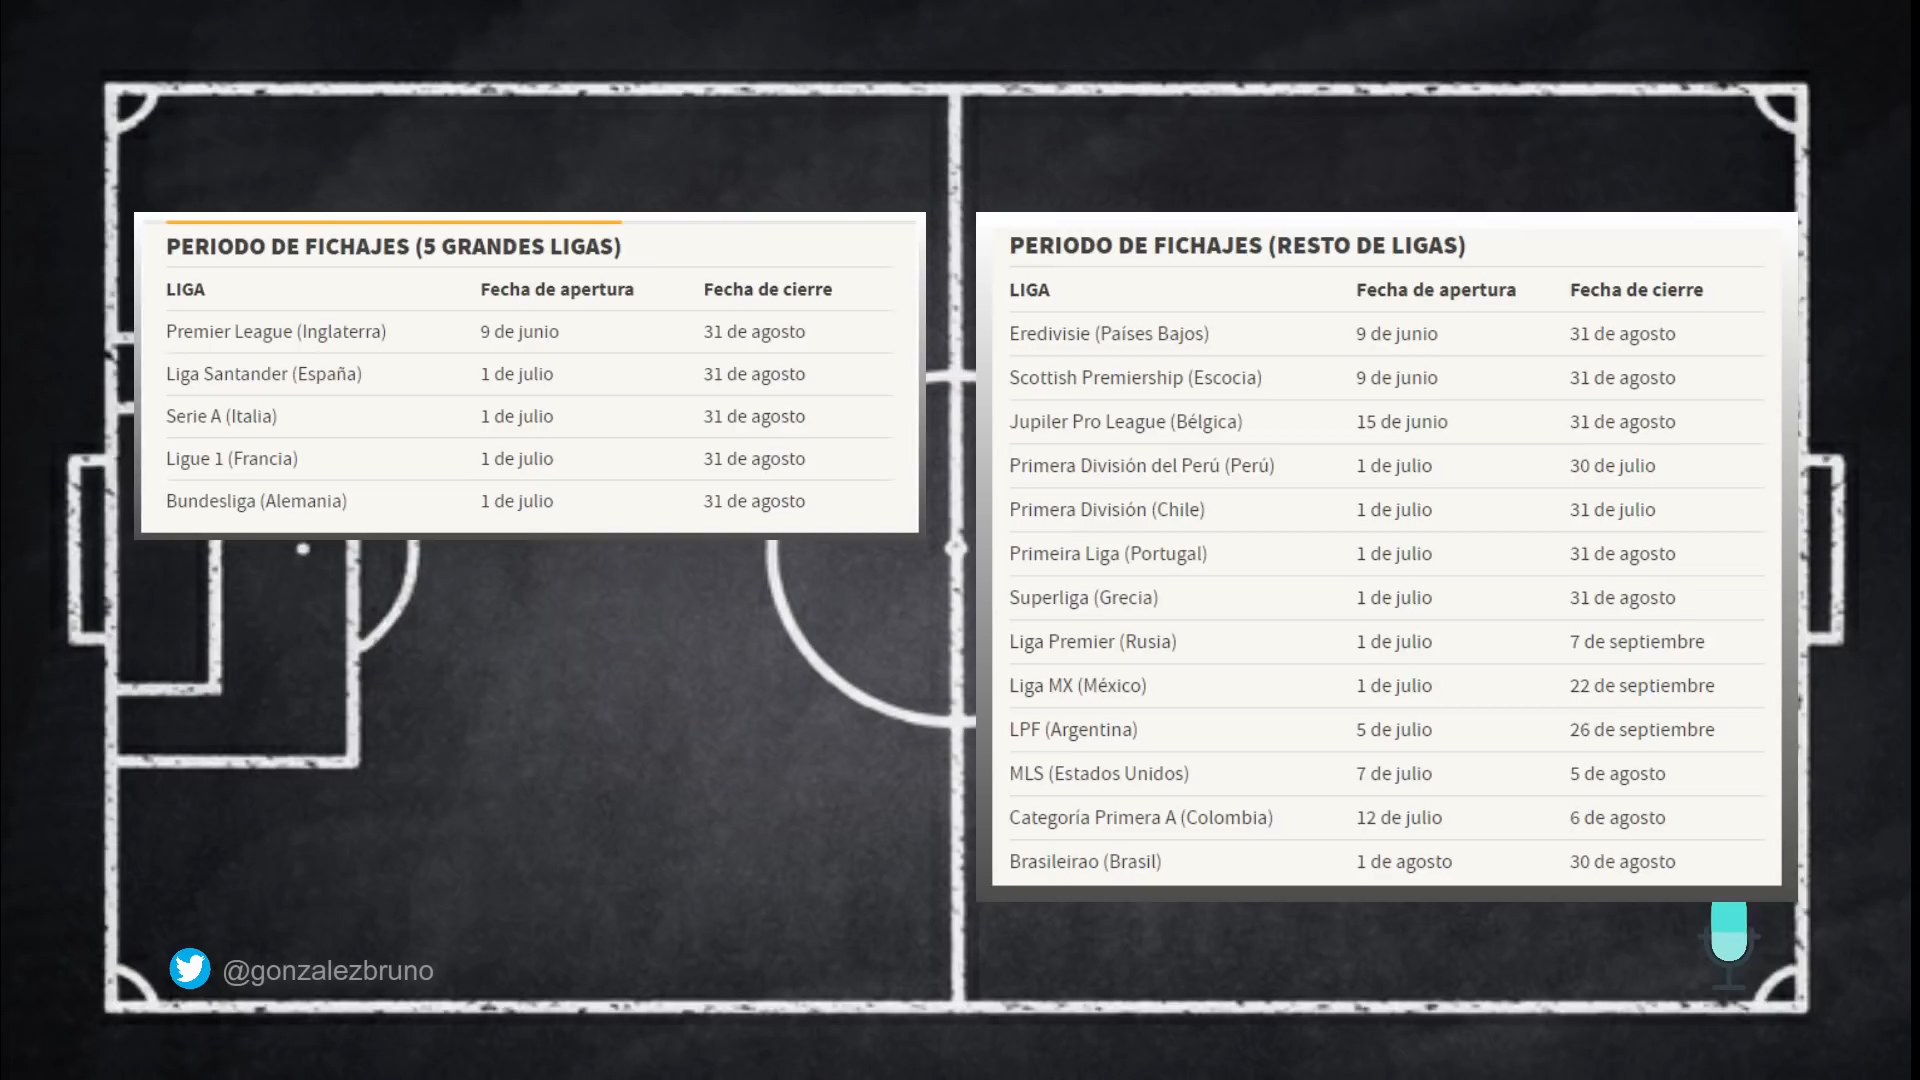 PERIODO DE FICHAJES (5 GRANDES LIGAS)
LIGA Fecha de apertura Fecha de cierre
Premier League (Inglaterra) 9 de junio 31 de agosto
Liga Santander (España) 1 de julio 31 de agosto
Serie A (Italia) 1 de julio 31 de agosto
Ligue 1 (Francia) 1 de julio 31 de agosto
Bundesliga (Alemania) 1 de julio 31 de agosto
PERIODO DE FICHAJES (RESTO DE LIGAS)
LIGA Fecha de apertura Fecha de cierre
Eredivisie (Países Bajos) 9 de junio 31 de agosto
Scottish Premiership (Escocia) 9 de junio 31 de agosto
Jupiler Pro League (Bélgica) 15 de junio 31 de agosto
Primera División del Perú (Perú) 1 de julio 30 de julio
Primera División (Chile) 1 de julio 31 de julio
Primeira Liga (Portugal) 1 de julio 31 de agosto
Superliga (Grecia) 1 de julio 31 de agosto
Liga Premier (Rusia) 1 de julio 7 de septiembre
Liga MX (México) 1 de julio 22 de septiembre
LPF (Argentina) 5 de julio 26 de septiembre
MLS (Estados Unidos) 7 de julio 5 de agosto
Categoría Primera A (Colombia) 12 de julio 6 de agosto
Brasileirao (Brasil) 1 de agosto 30 de agosto
@gonzalezbruno